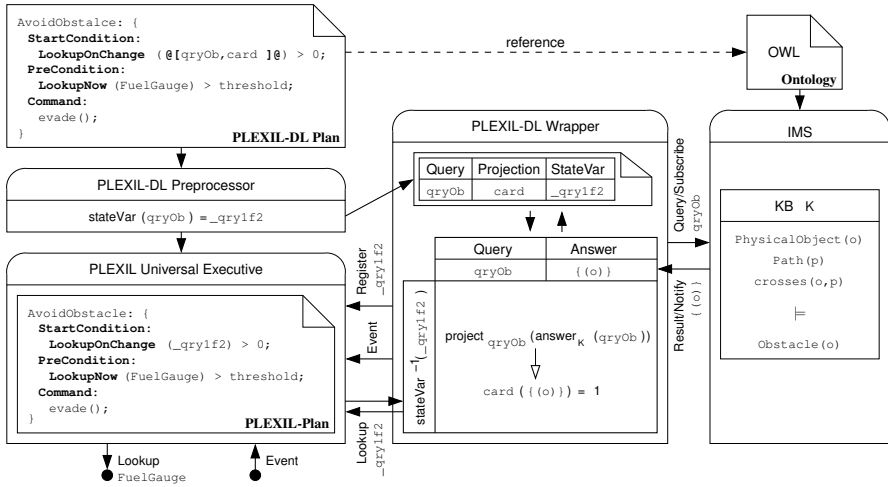 AvoidObstalce: {
StartCondition:
LookupOnChange (@[qryOb,card ]@) > 0;
PreCondition:
LookupNow (FuelGauge) > threshold;
Command:
evade();
}
PLEXIL-DL Plan
reference
OWL
Ontology
PLEXIL-DL Preprocessor
stateVar (qryOb) = _qry1f2
PLEXIL Universal Executive
AvoidObstacle: {
StartCondition:
LookupOnChange (_qry1f2) > 0;
PreCondition:
LookupNow (FuelGauge) > threshold;
Command:
evade();
}
PLEXIL-Plan
Lookup
FuelGauge
Event
Register
_qry1f2
Event
Lookup
_qry1f2
PLEXIL-DL Wrapper
Query Projection StateVar
qryOb card _qry1f2
Query Answer
qryOb {(o)}
stateVar -1(_qry1f2 )
project qryOb (answer K (qryOb))
card ({(o)}) = 1
Query/Subscribe
qryOb
Result/Notify
{(o)}
IMS
KB K
PhysicalObject(o)
Path(p)
crosses(o,p)
⊨
Obstacle(o)